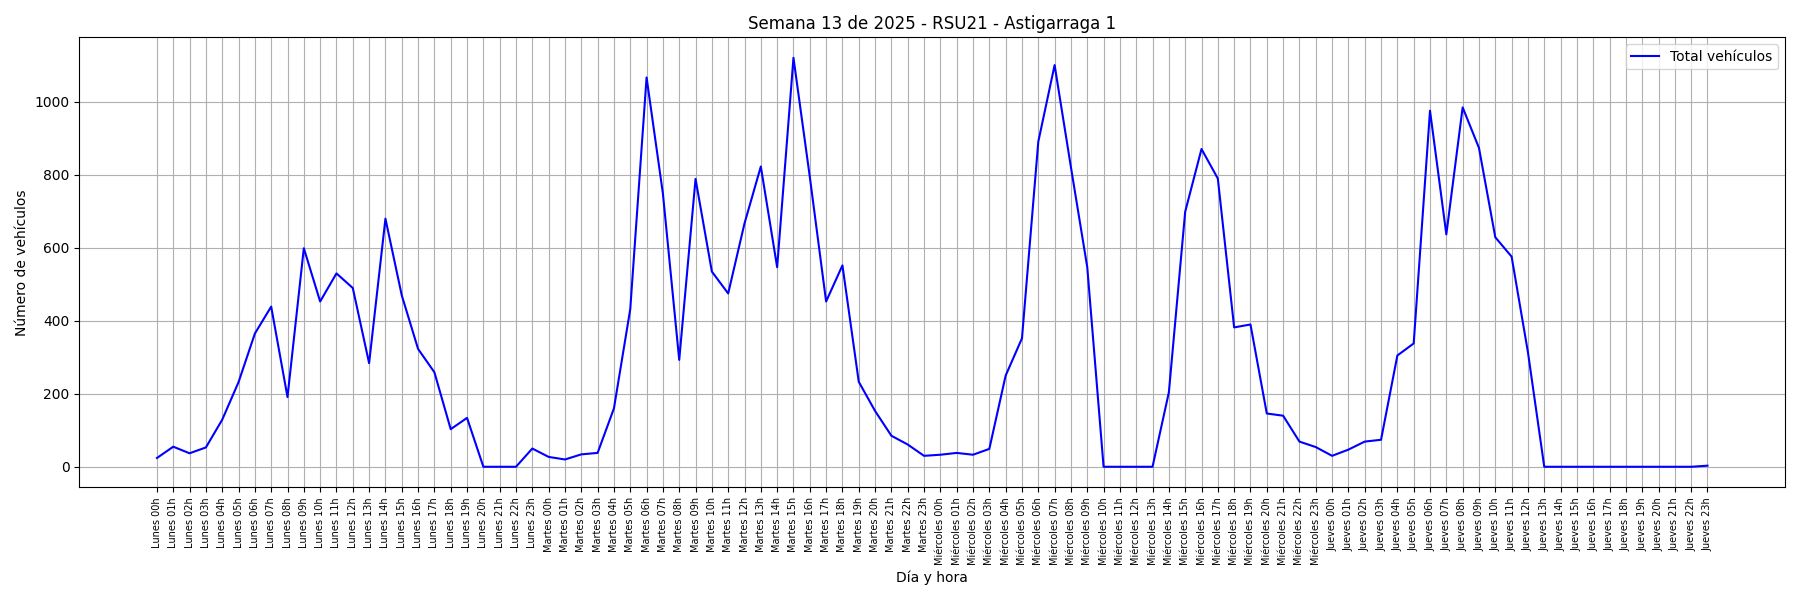 Semana 13 de 2025 - RSU21 - Astigarraga 1
Total vehículos
Número de vehículos
1000
800
600
400
200
0
Lunes 00h
Lunes 01h
Lunes 02h
Lunes 03h
Lunes 04h
Lunes 05h
Lunes 06h
Lunes 07h
Lunes 08h
Lunes 09h
Lunes 10h
Lunes 11h
Lunes 12h
Lunes 13h
Lunes 14h
Lunes 15h
Lunes 16h
Lunes 17h
Lunes 18h
Lunes 19h
Lunes 20h
Lunes 21h
Lunes 22h
Lunes 23h
Martes 00h
Martes 01h
Martes 02h
Martes 03h
Martes 04h
Martes 05h
Martes 06h
Martes 07h
Martes 08h
Martes 09h
Martes 10h
Martes 11h
Martes 12h
Martes 13h
Martes 14h
Martes 15h
Martes 16h
Martes 17h
Martes 18h
Martes 19h
Martes 20h
Martes 21h
Martes 22h
Martes 23h
Miércoles 00h
Miércoles 01h
Miércoles 02h
Miércoles 03h
Miércoles 04h
Miércoles 05h
Miércoles 06h
Miércoles 07h
Miércoles 08h
Miércoles 09h
Miércoles 10h
Miércoles 11h
Miércoles 12h
Miércoles 13h
Miércoles 14h
Miércoles 15h
Miércoles 16h
Miércoles 17h
Miércoles 18h
Miércoles 19h
Miércoles 20h
Miércoles 21h
Miércoles 22h
Miércoles 23h
Jueves 00h
Jueves 01h
Jueves 02h
Jueves 03h
Jueves 04h
Jueves 05h
Jueves 06h
Jueves 07h
Jueves 08h
Jueves 09h
Jueves 10h
Jueves 11h
Jueves 12h
Jueves 13h
Jueves 14h
Jueves 15h
Jueves 16h
Jueves 17h
Jueves 18h
Jueves 19h
Jueves 20h
Jueves 21h
Jueves 22h
Jueves 23h
Día y hora